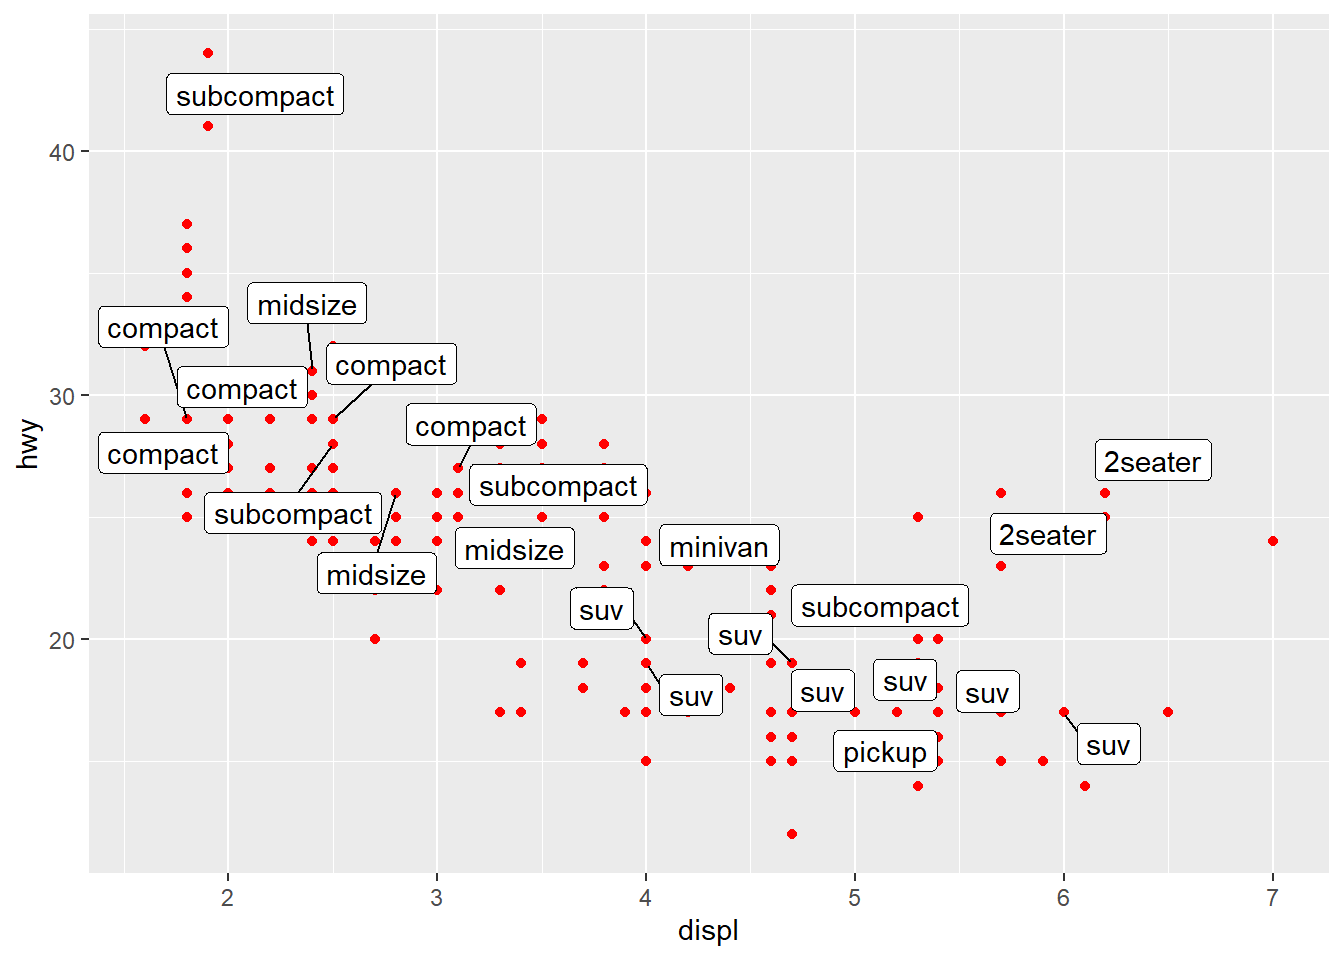 subcompact
40
midsize
compact
compact
compact
30
compact
hwy
compact
2seater
subcompact
subcompact
2seater
midsize
minivan
midsize
suv
subcompact
suv
20
suv
suv
suv
suv
suv
pickup
2
3
4
5
6
7
displ